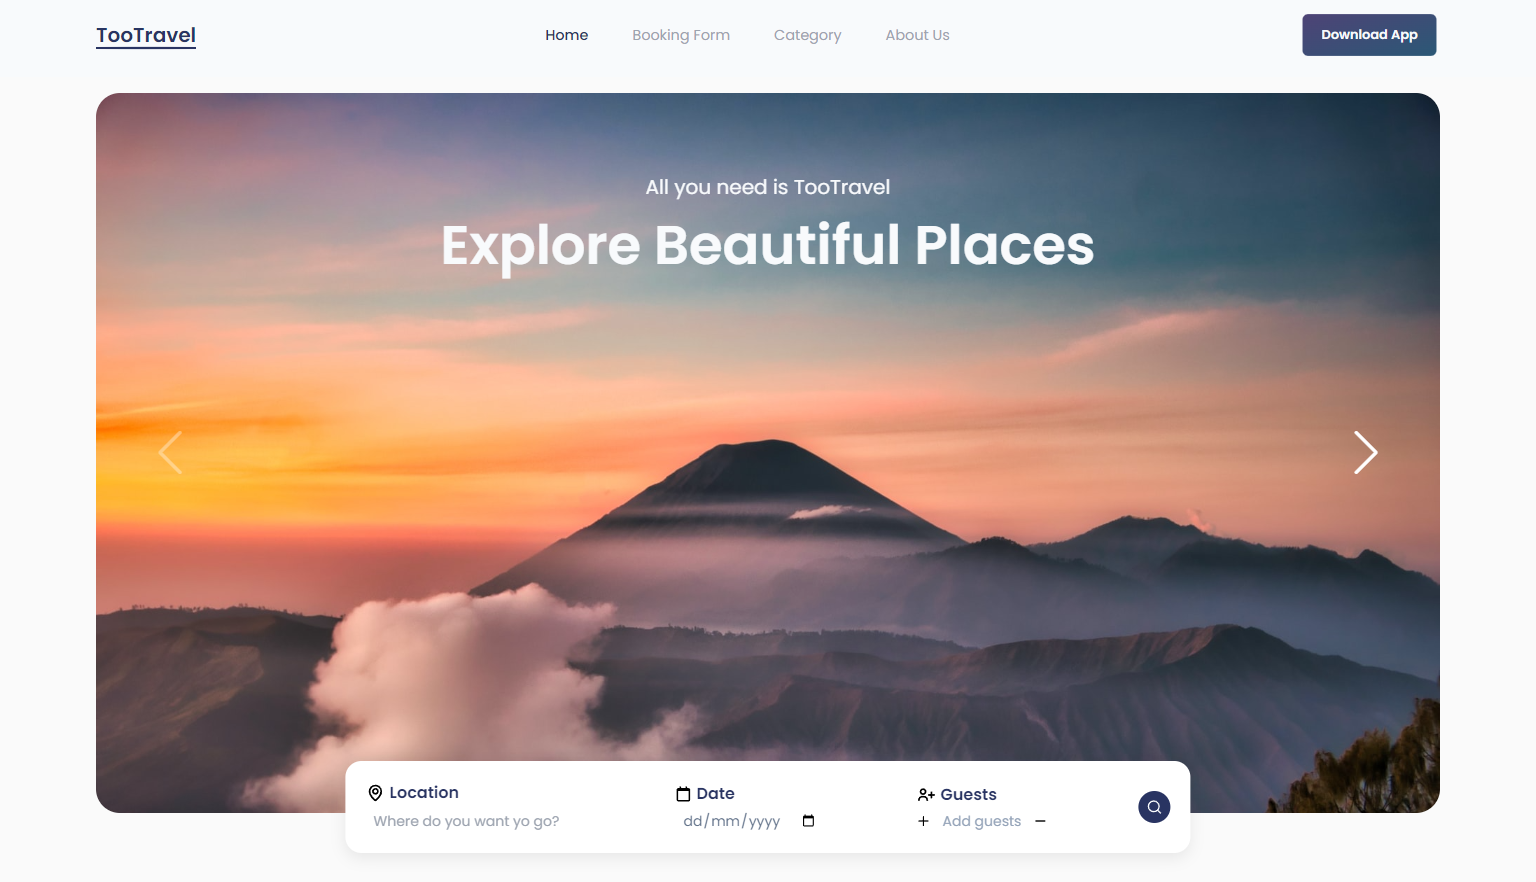 TooTravel
Home Booking Form Category About Us
Download App
All you need is TooTravel
Explore Beautiful Places
Location
Where do you want yo go?
Date
dd/mm/yyyy
Guests
+ Add guests −